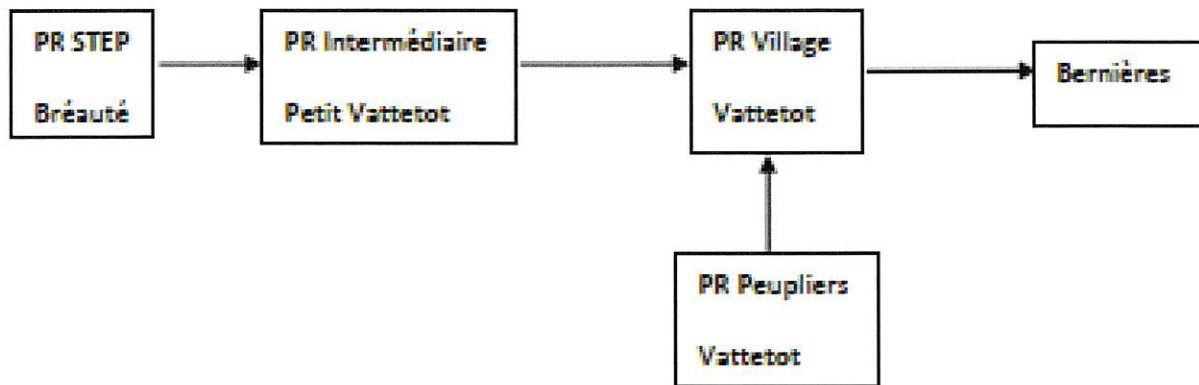 PR STEP
Bréauté
PR Intermédiaire
Petit Vattetot
PR Village
Vattetot
Bernières
PR Peupliers
Vattetot